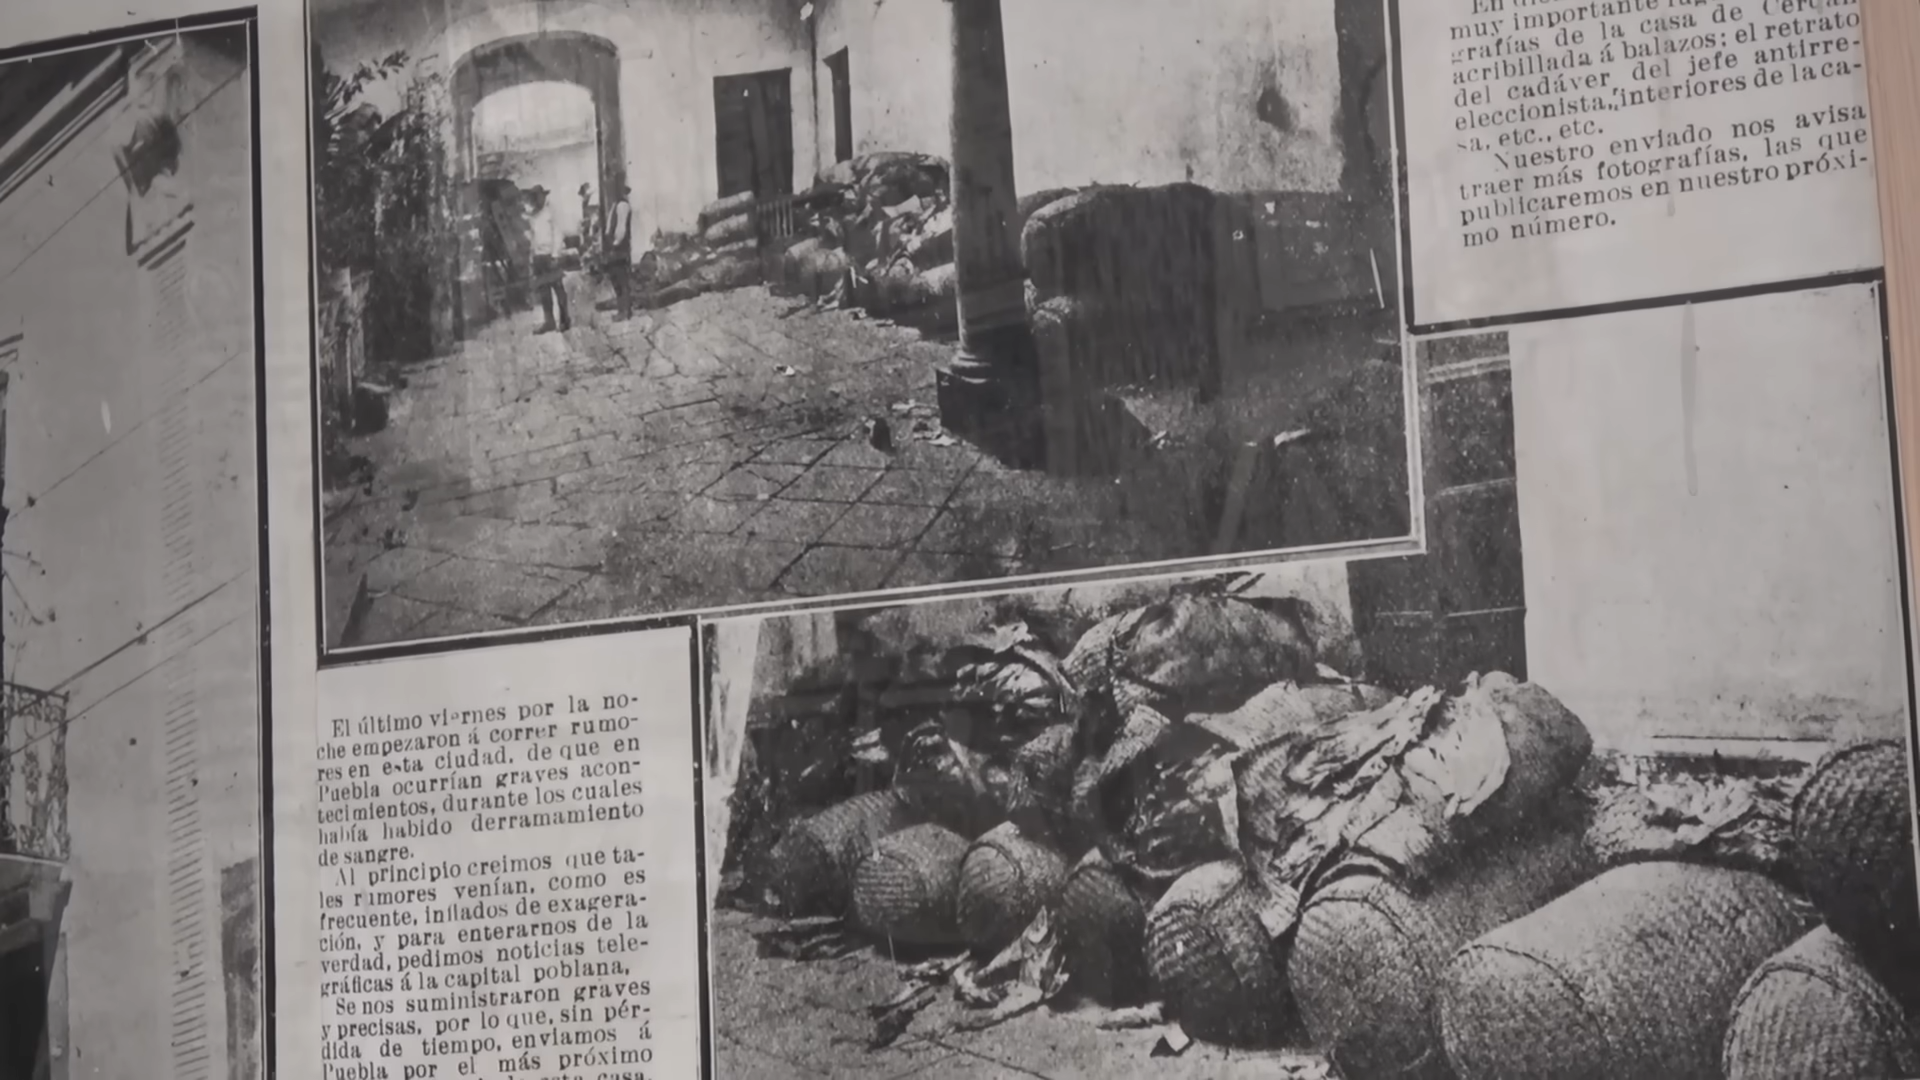 muy importante
grafías de la casa de
acribillada á balazos; el retrato
del cadáver del jefe antirre-
eleccionista, interiores de la ca-
sa, etc., etc.
Nuestro enviado nos avisa
traer más fotografías, las que
publicaremos en nuestro próxi-
mo número.
El último viernes por la no-
che empezaron á correr rumo-
res en esta ciudad, de que en
Puebla ocurrían graves acon-
tecimientos, durante los cuales
había habido derramamiento
de sangre.
Al principio creimos que ta-
les rumores venían, como es
frecuente, inflados de exagera-
ción, y para enterarnos de la
verdad, pedimos noticias tele-
gráficas á la capital poblana,
Se nos suministraron graves
y precisas, por lo que, sin pér-
dida de tiempo, enviamos á
Puebla por el más próximo
de esta casa,